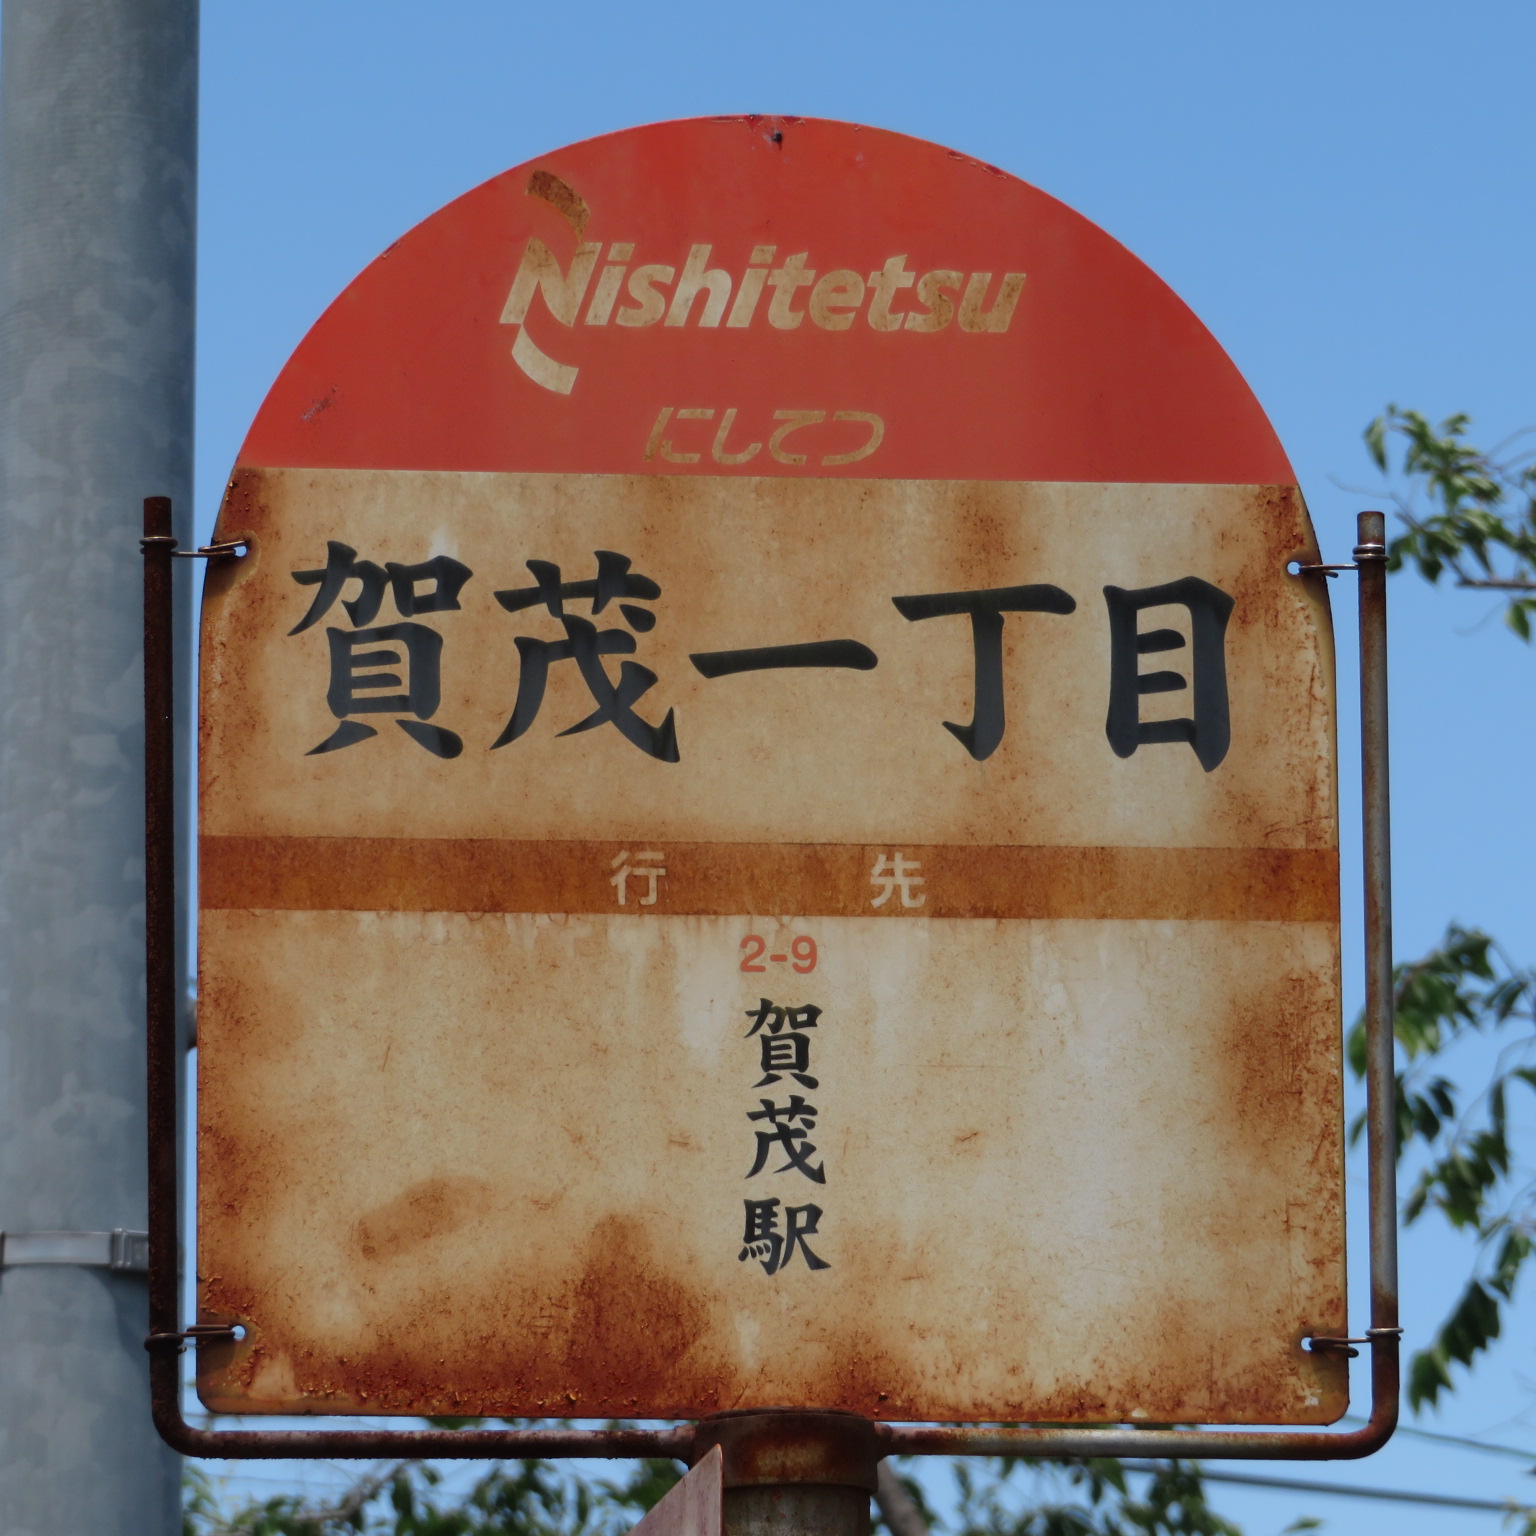 Nishitetsu
にしてつ
賀茂一丁目
行先
2-9
賀茂駅